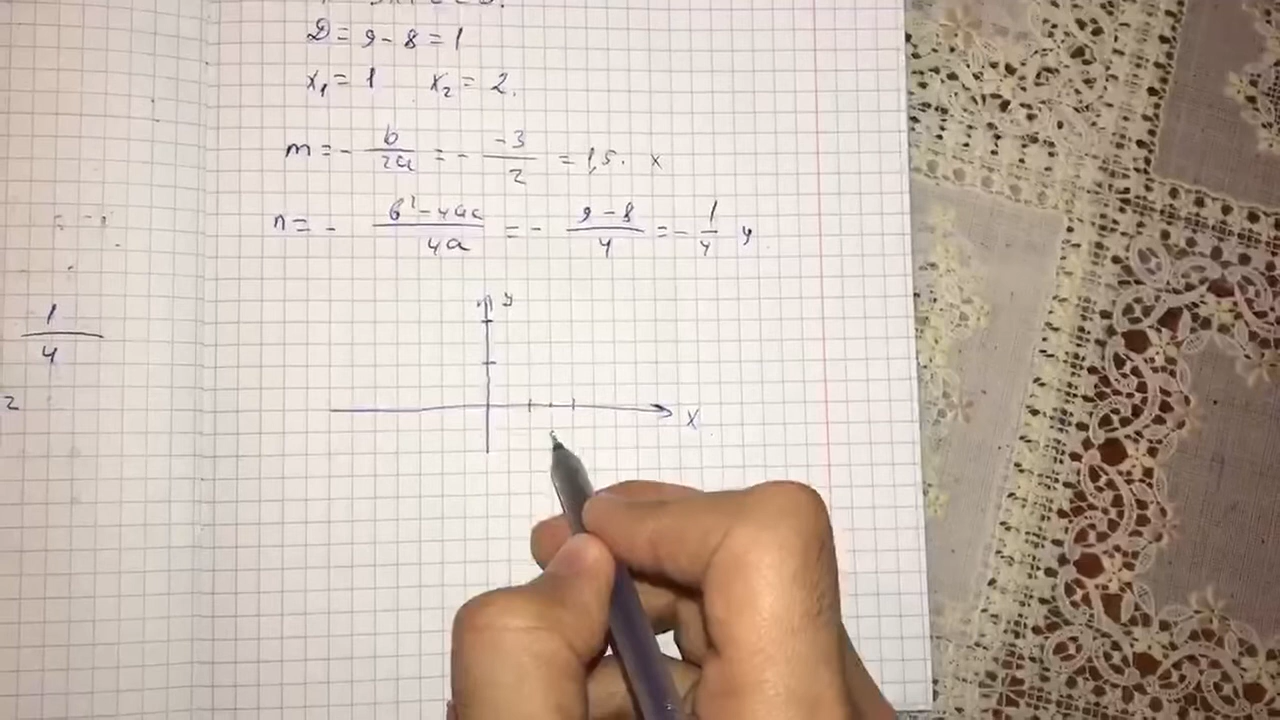 D = 9 - 8 = 1
x₁ = 1 x₂ = 2.
m = - b/2a = - -3/2 = 1,5. x
n = - b² - 4ac/4a = - 9 - 8/4 = - 1/4 y
y
1/4
2
x